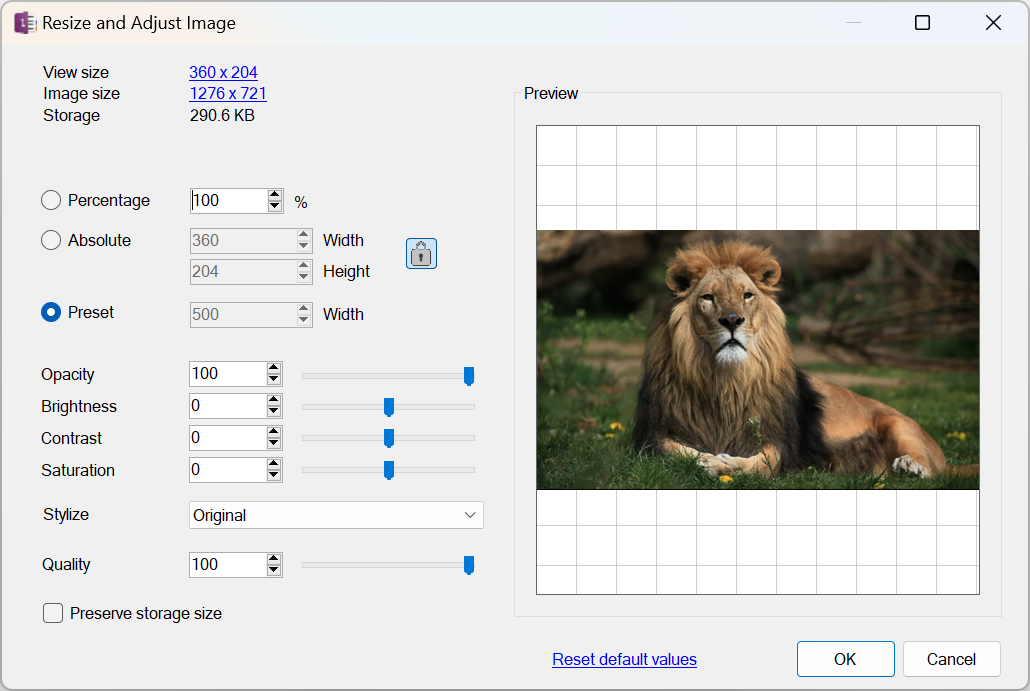 Resize and Adjust Image
View size 360 x 204
Image size 1276 x 721
Storage 290.6 KB
Preview
Percentage 100 %
Absolute 360 Width
204 Height
Preset 500 Width
Opacity 100
Brightness 0
Contrast 0
Saturation 0
Stylize Original
Quality 100
Preserve storage size
Reset default values OK Cancel